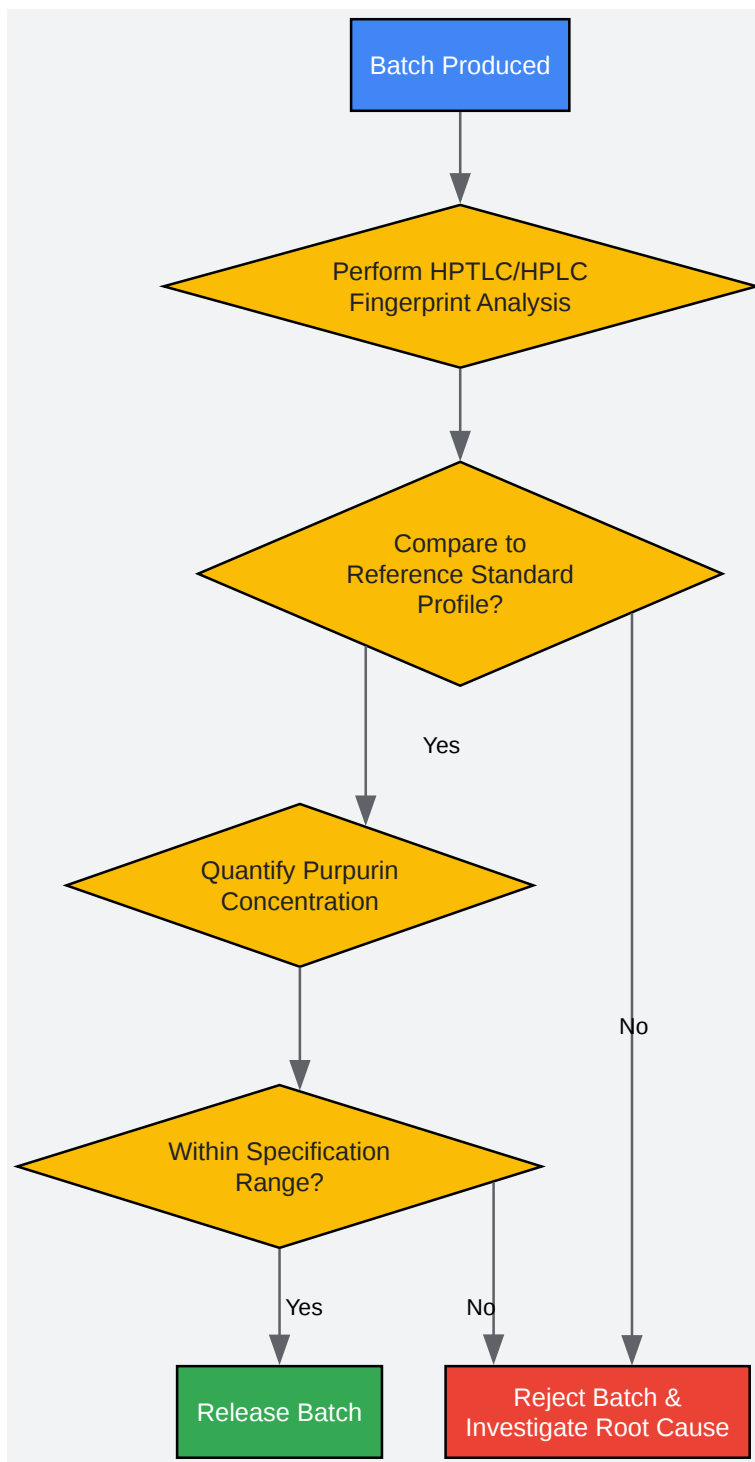 Batch Produced
Perform HPTLC/HPLC
Fingerprint Analysis
Compare to
Reference Standard
Profile?
Yes
Quantify Purpurin
Concentration
No
Within Specification
Range?
Yes
No
Release Batch
Reject Batch &
Investigate Root Cause